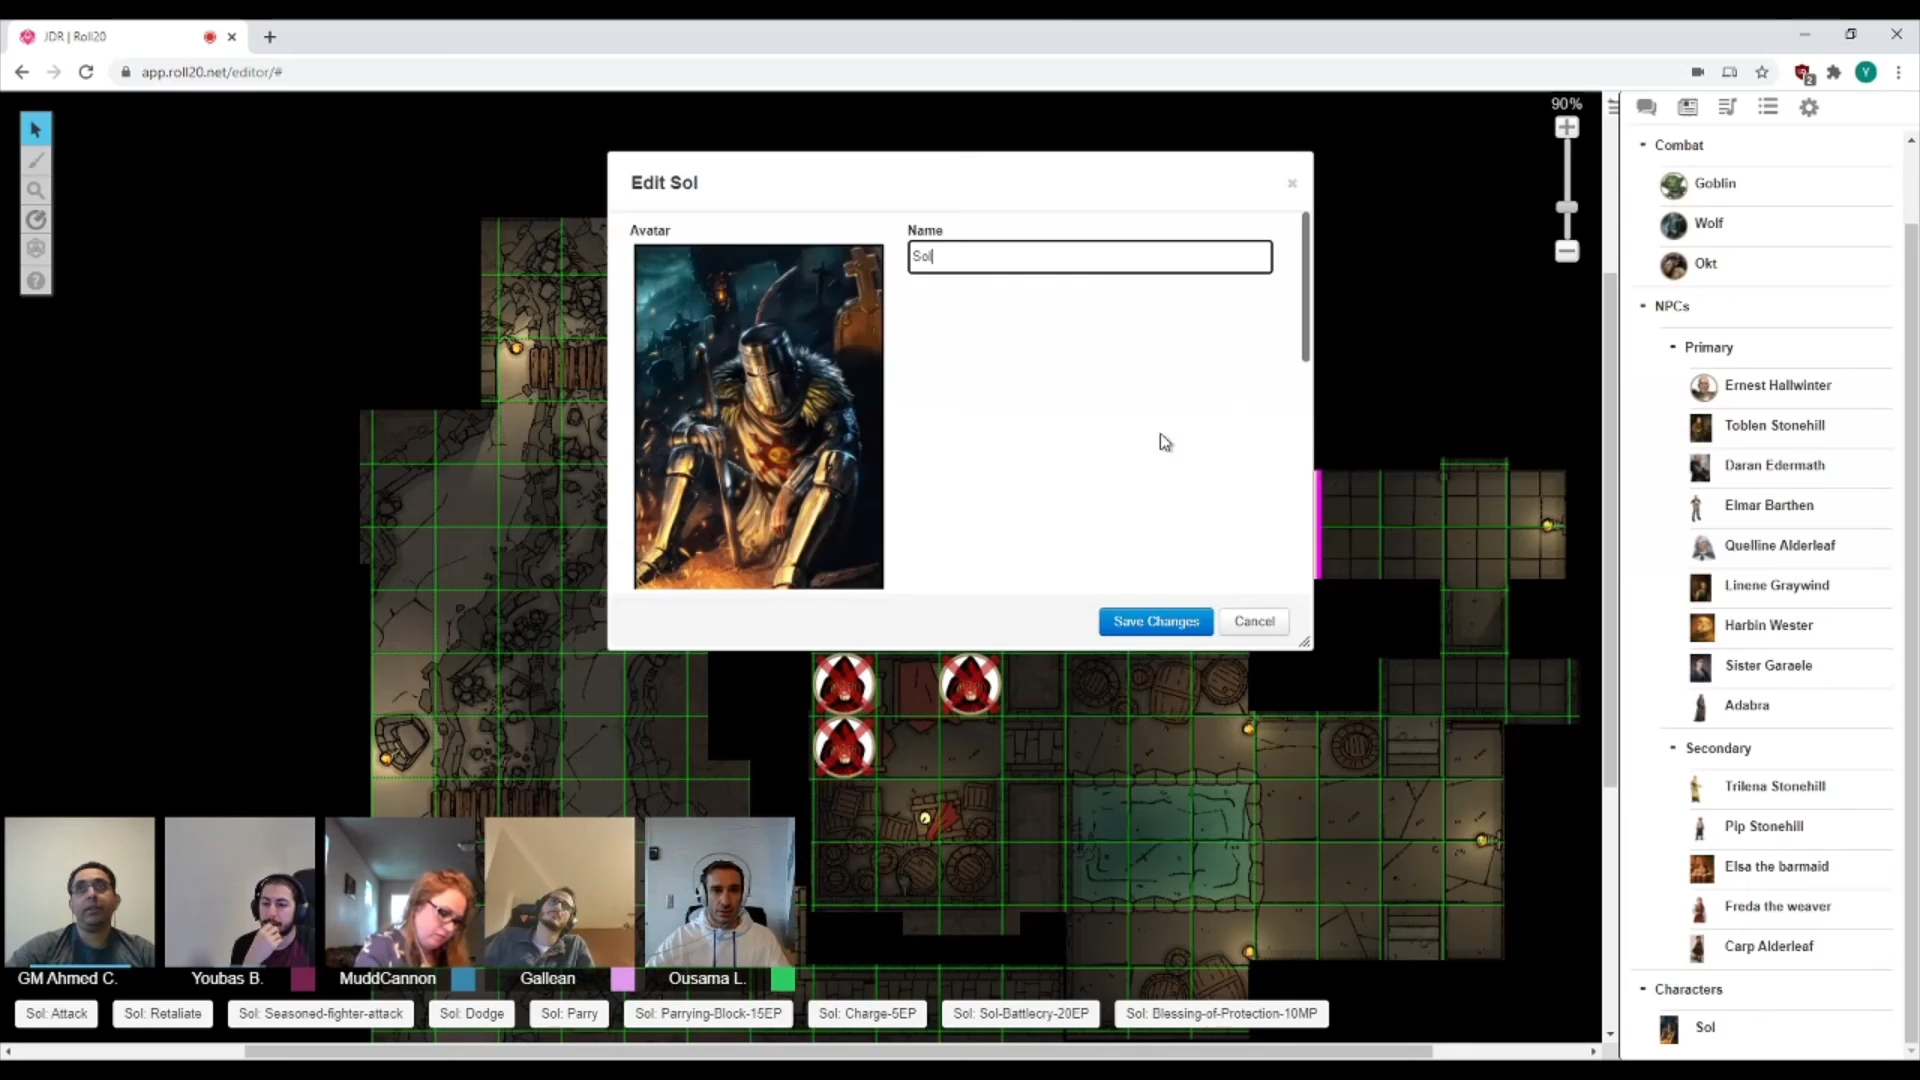 JDR | Roll20
app.roll20.net/editor/#
2
Y
90%
Edit Sol
Avatar
Name
Sol
Save Changes
Cancel
Combat
Goblin
Wolf
Okt
NPCs
Primary
Ernest Hallwinter
Toblen Stonehill
Daran Edermath
Elmar Barthen
Quelline Alderleaf
Linene Graywind
Harbin Wester
Sister Garaele
Adabra
Secondary
Trilena Stonehill
Pip Stonehill
Elsa the barmaid
Freda the weaver
Carp Alderleaf
Characters
Sol
GM Ahmed C.
Youbas B.
MuddCannon
Gallean
Ousama L.
Sol: Attack
Sol: Retaliate
Sol: Seasoned-fighter-attack
Sol: Dodge
Sol: Parry
Sol: Parrying-Block-15EP
Sol: Charge-5EP
Sol: Sol-Battlecry-20EP
Sol: Blessing-of-Protection-10MP